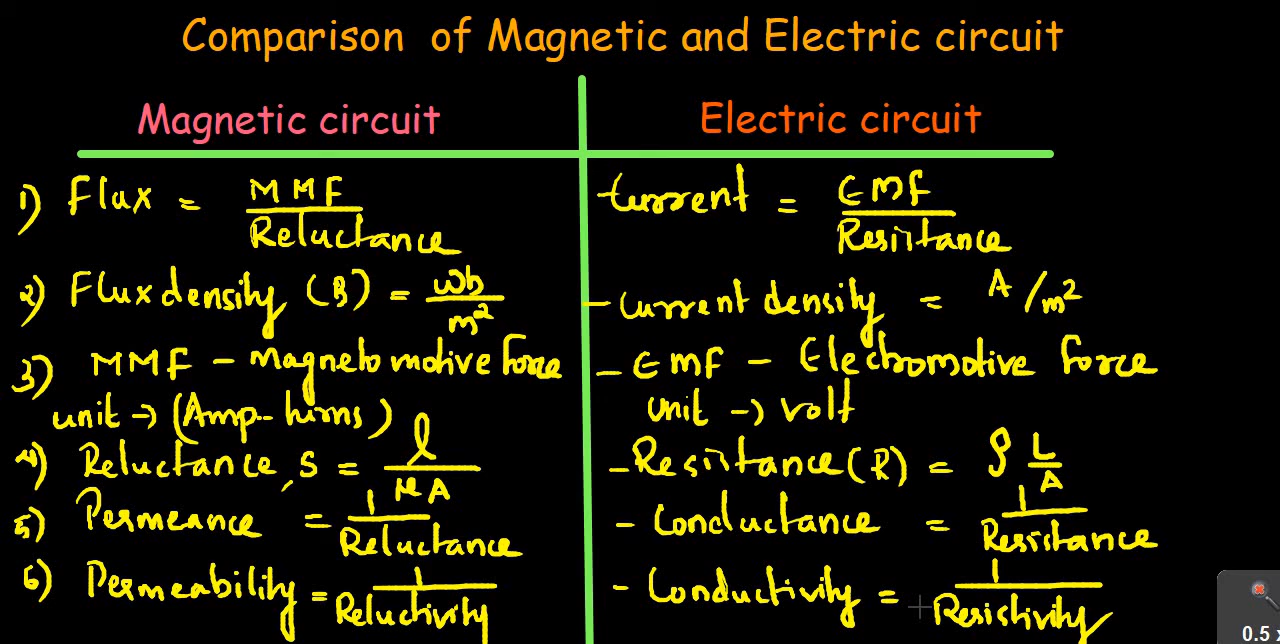 Comparison of Magnetic and Electric circuit
Magnetic circuit
Electric circuit
1) Flux = MMF / Reluctance
- Current = EMF / Resistance
2) Flux density (B) = Wb / m²
- Current density = A/m²
3) MMF - Magneto motive Force
unit → (Amp-turns)
- EMF - Electromotive Force
unit → volt
4) Reluctance, S = l / μA
- Resistance (R) = ρ L / A
5) Permeance = 1 / Reluctance
- Conductance = 1 / Resistance
6) Permeability = 1 / Reluctivity
- Conductivity = 1 / Resistivity